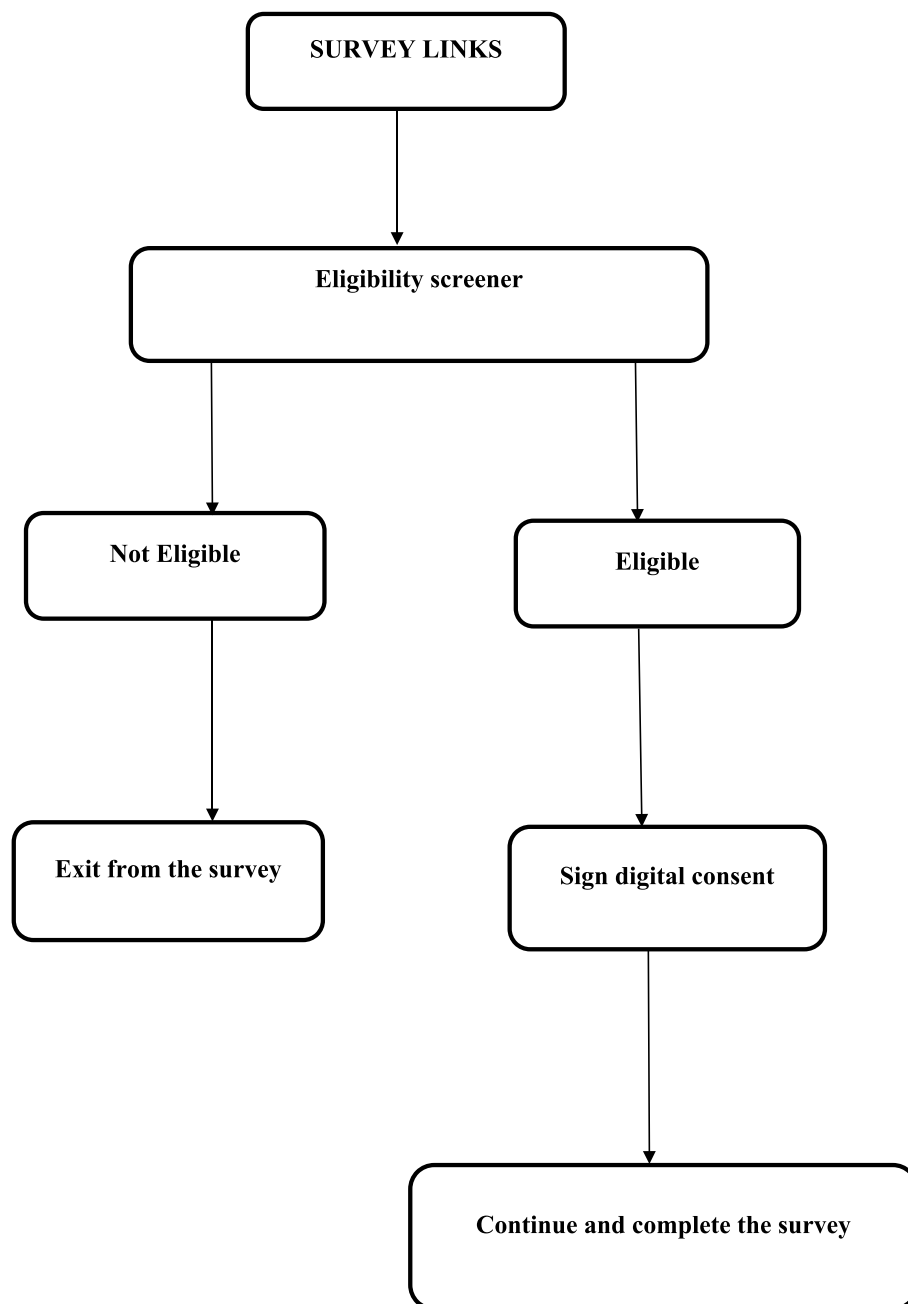 SURVEY LINKS
Eligibility screener
Not Eligible
Eligible
Exit from the survey
Sign digital consent
Continue and complete the survey